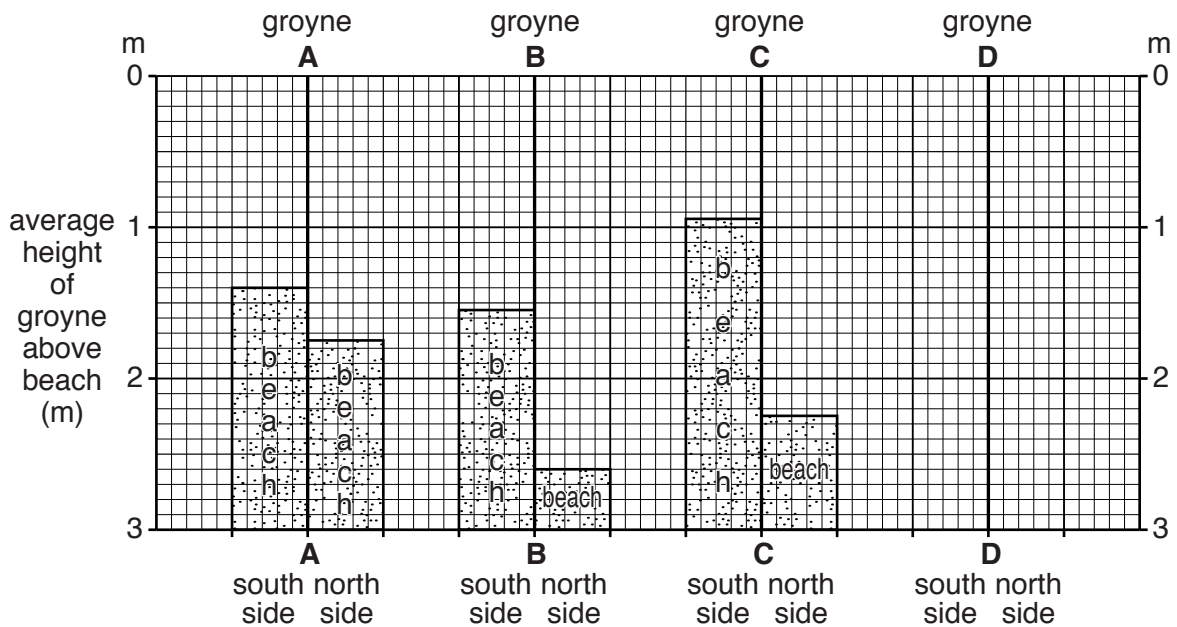 groyne groyne groyne groyne
m A B C D m
0 0
1 1
2 2
3 3
average
height
of
groyne
above
beach
(m)
beach beach beach beach beach beach
A B C D
south north south north south north south north
side side side side side side side side